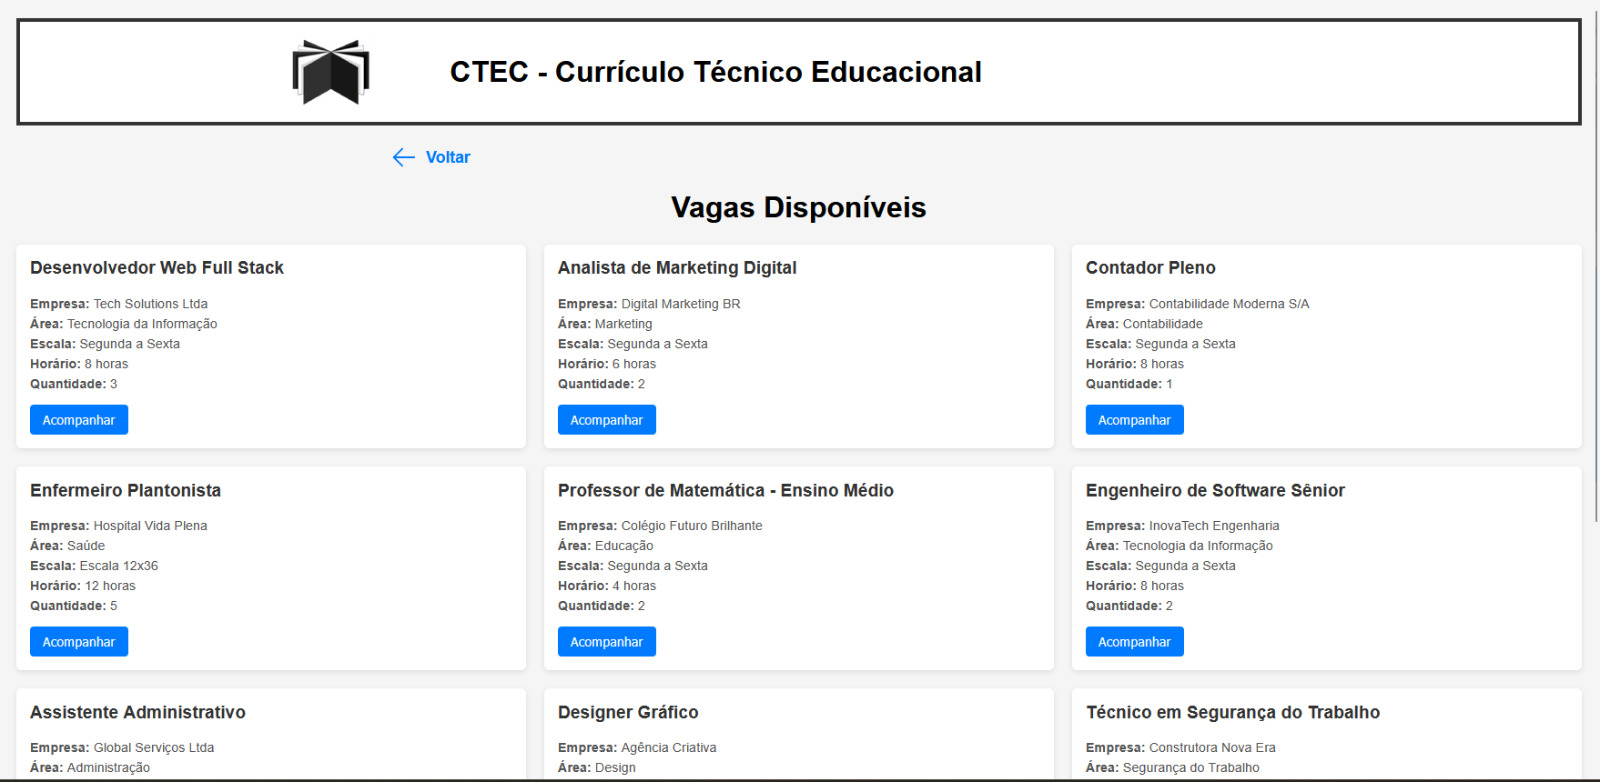 CTEC - Currículo Técnico Educacional
Voltar
Vagas Disponíveis
Desenvolvedor Web Full Stack
Empresa: Tech Solutions Ltda
Área: Tecnologia da Informação
Escala: Segunda a Sexta
Horário: 8 horas
Quantidade: 3
Acompanhar
Analista de Marketing Digital
Empresa: Digital Marketing BR
Área: Marketing
Escala: Segunda a Sexta
Horário: 6 horas
Quantidade: 2
Acompanhar
Contador Pleno
Empresa: Contabilidade Moderna S/A
Área: Contabilidade
Escala: Segunda a Sexta
Horário: 8 horas
Quantidade: 1
Acompanhar
Enfermeiro Plantonista
Empresa: Hospital Vida Plena
Área: Saúde
Escala: Escala 12x36
Horário: 12 horas
Quantidade: 5
Acompanhar
Professor de Matemática - Ensino Médio
Empresa: Colégio Futuro Brilhante
Área: Educação
Escala: Segunda a Sexta
Horário: 4 horas
Quantidade: 2
Acompanhar
Engenheiro de Software Sênior
Empresa: InovaTech Engenharia
Área: Tecnologia da Informação
Escala: Segunda a Sexta
Horário: 8 horas
Quantidade: 2
Acompanhar
Assistente Administrativo
Empresa: Global Serviços Ltda
Área: Administração
Designer Gráfico
Empresa: Agência Criativa
Área: Design
Técnico em Segurança do Trabalho
Empresa: Construtora Nova Era
Área: Segurança do Trabalho